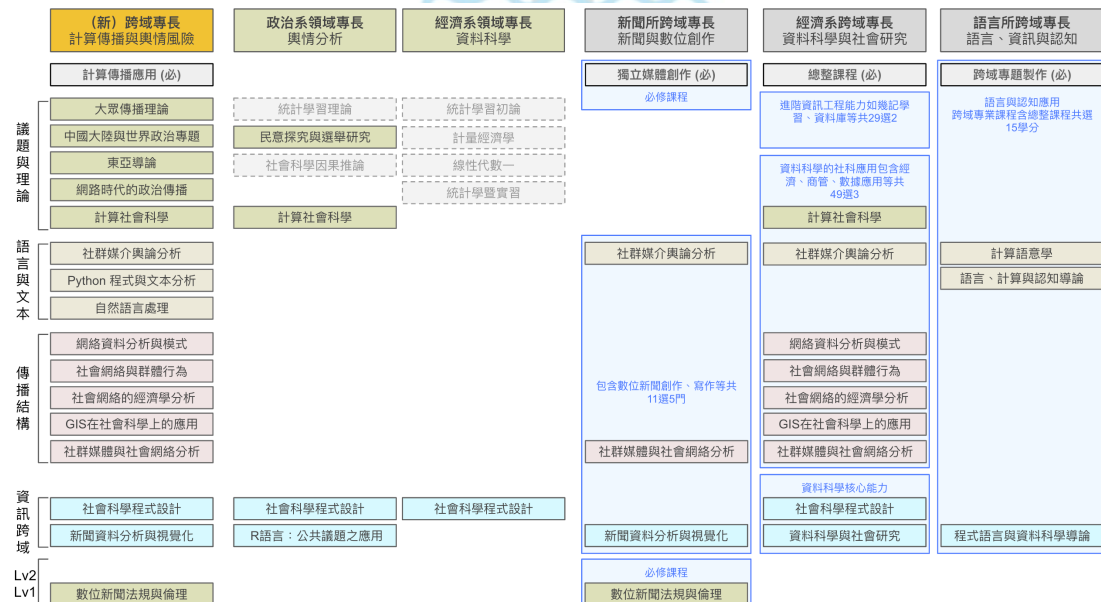 (新）跨域專長
計算傳播與輿情風險
政治系領域專長
輿情分析
經濟系領域專長
資料科學
新聞所跨域專長
新聞與數位創作
經濟系跨域專長
資料科學與社會研究
語言所跨域專長
語言、資訊與認知
計算傳播應用 (必)
獨立媒體創作 (必)
總整課程 (必)
跨域專題製作 (必)
必修課程
議題與理論
大眾傳播理論
中國大陸與世界政治專題
東亞導論
網路時代的政治傳播
計算社會科學
統計學習理論
民意探究與選舉研究
社會科學因果推論
計算社會科學
統計學習初論
計量經濟學
線性代數一
統計學暨實習
進階資訊工程能力如幾記學
習、資料庫等共29選2
資料科學的社科應用包含經
濟、商管、數據應用等共
49選3
計算社會科學
語言與認知應用
跨域專業課程含總整課程共選
15學分
語言與文本
社群媒介輿論分析
Python 程式與文本分析
自然語言處理
社群媒介輿論分析
社群媒介輿論分析
計算語意學
語言、計算與認知導論
傳播結構
網絡資料分析與模式
社會網絡與群體行為
社會網絡的經濟學分析
GIS在社會科學上的應用
社群媒體與社會網絡分析
包含數位新聞創作、寫作等共
11選5門
社群媒體與社會網絡分析
網絡資料分析與模式
社會網絡與群體行為
社會網絡的經濟學分析
GIS在社會科學上的應用
社群媒體與社會網絡分析
資訊跨域
社會科學程式設計
新聞資料分析與視覺化
社會科學程式設計
R語言：公共議題之應用
社會科學程式設計
新聞資料分析與視覺化
資料科學核心能力
社會科學程式設計
資料科學與社會研究
程式語言與資料科學導論
Lv2
Lv1
數位新聞法規與倫理
必修課程
數位新聞法規與倫理